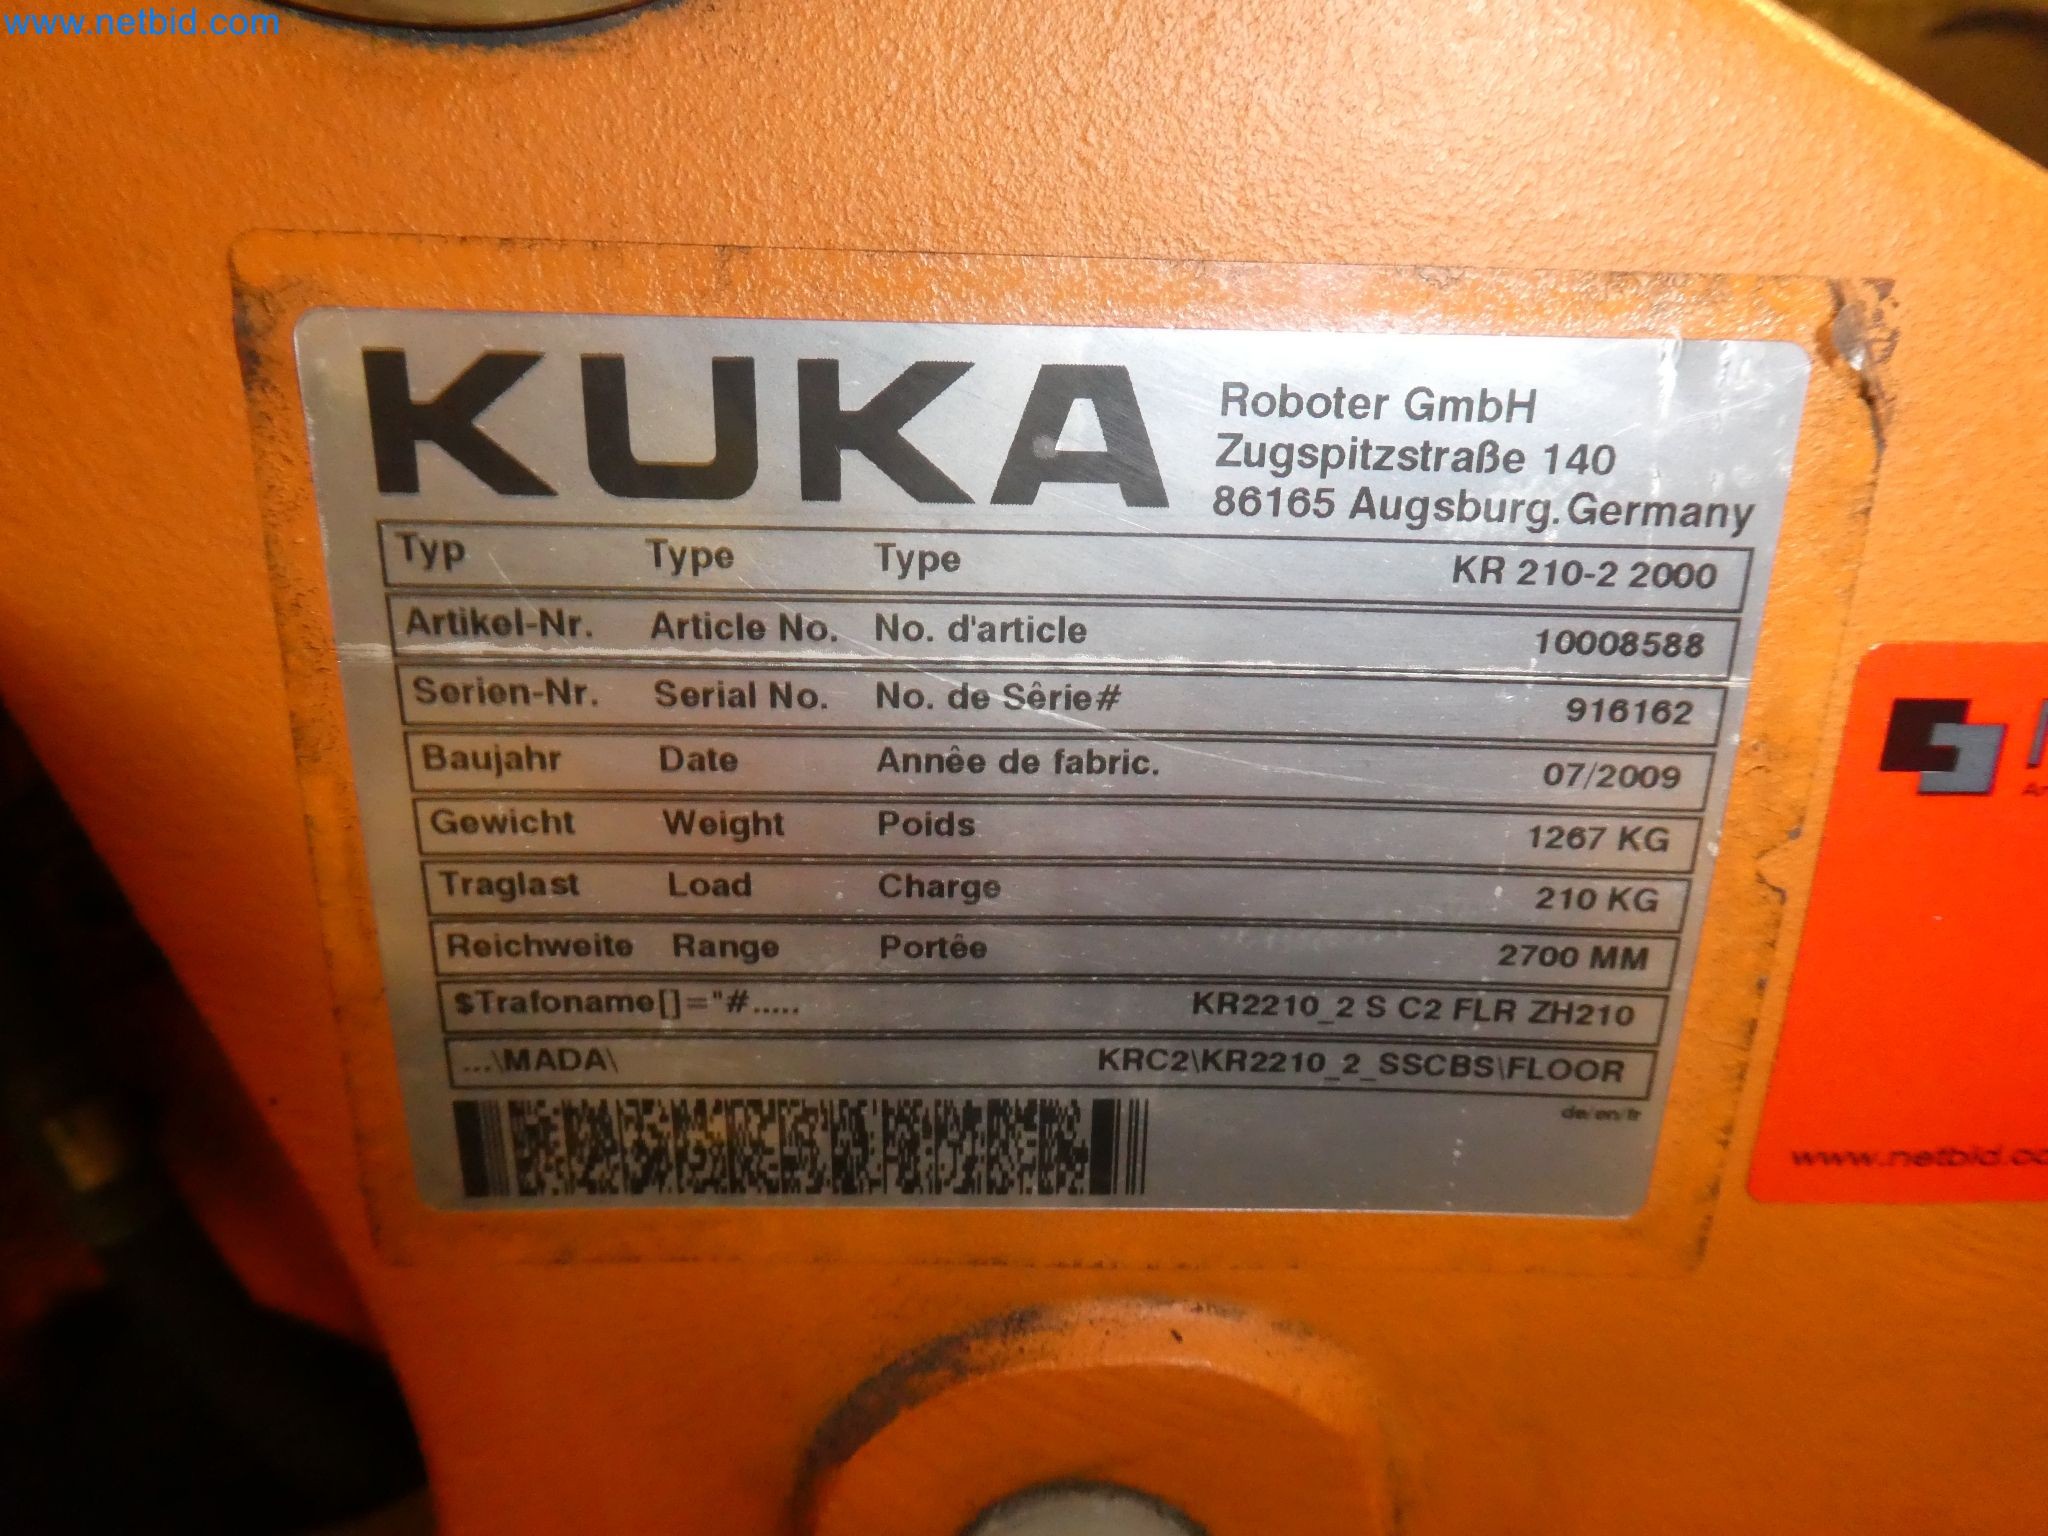 www.netbid.com
KUKA
Roboter GmbH
Zugspitzstraße 140
86165 Augsburg.Germany
Typ Type Type KR 210-2 2000
Artikel-Nr. Article No. No. d'article 10008588
Serien-Nr. Serial No. No. de Sêrie# 916162
Baujahr Date Annêe de fabric. 07/2009
Gewicht Weight Poids 1267 KG
Traglast Load Charge 210 KG
Reichweite Range Portêe 2700 MM
$Trafoname[]="#..... KR2210_2 S C2 FLR ZH210
...\MADA\ KRC2\KR2210_2_SSCBS\FLOOR
de/en/fr
www.netbid.co